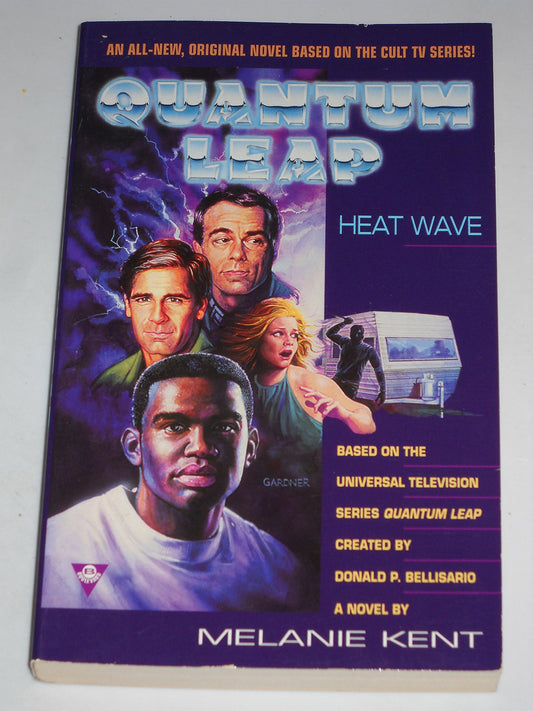 AN ALL-NEW, ORIGINAL NOVEL BASED ON THE CULT TV SERIES!
QUANTUM
LEAP
HEAT WAVE
BASED ON THE
UNIVERSAL TELEVISION
SERIES QUANTUM LEAP
GARDNER
CREATED BY
DONALD P. BELLISARIO
A NOVEL BY
B
BOULEVARD
MELANIE KENT